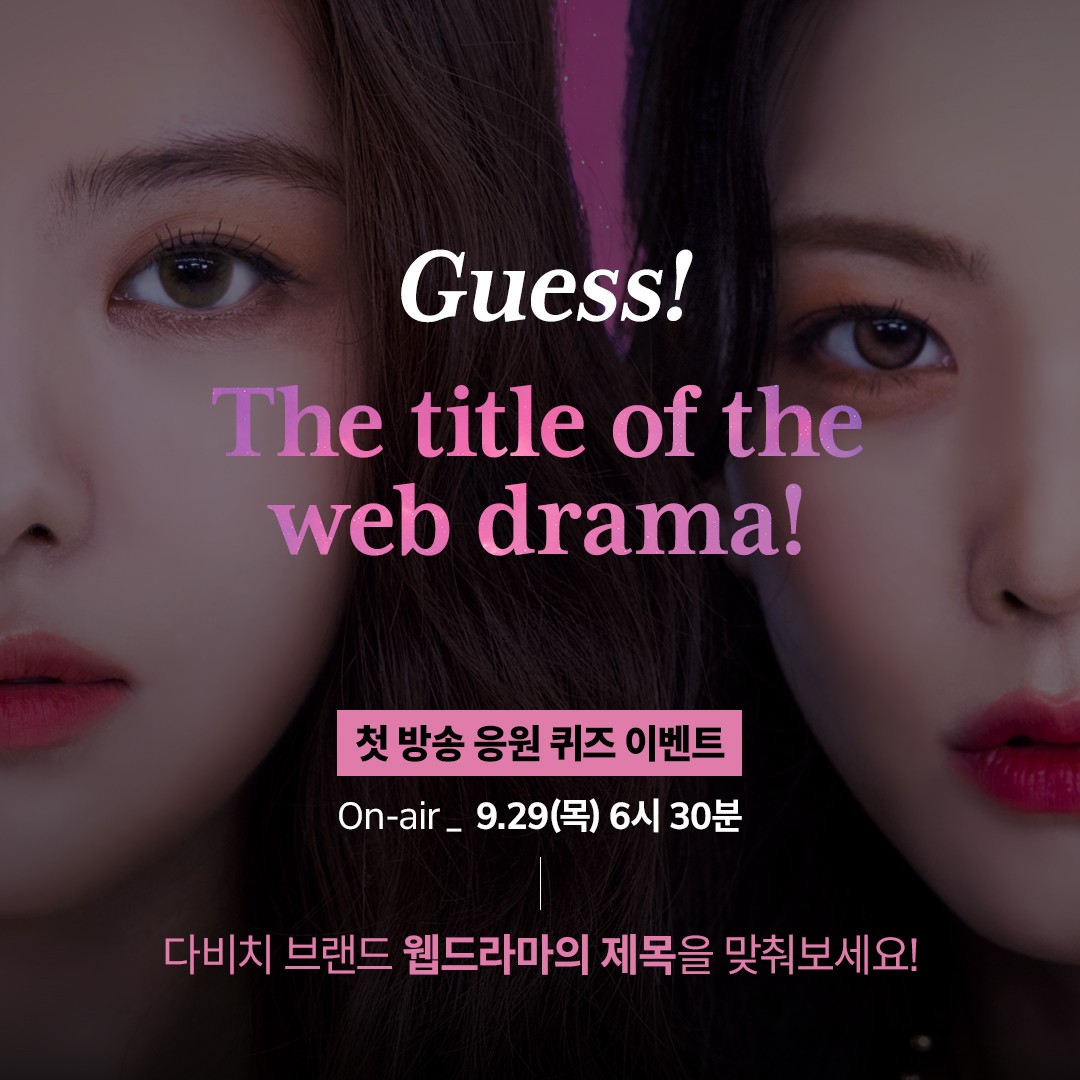 Guess!
The title of the
web drama!
첫 방송 응원 퀴즈 이벤트
On-air _ 9.29(목) 6시 30분
다비치 브랜드 웹드라마의 제목을 맞춰보세요!